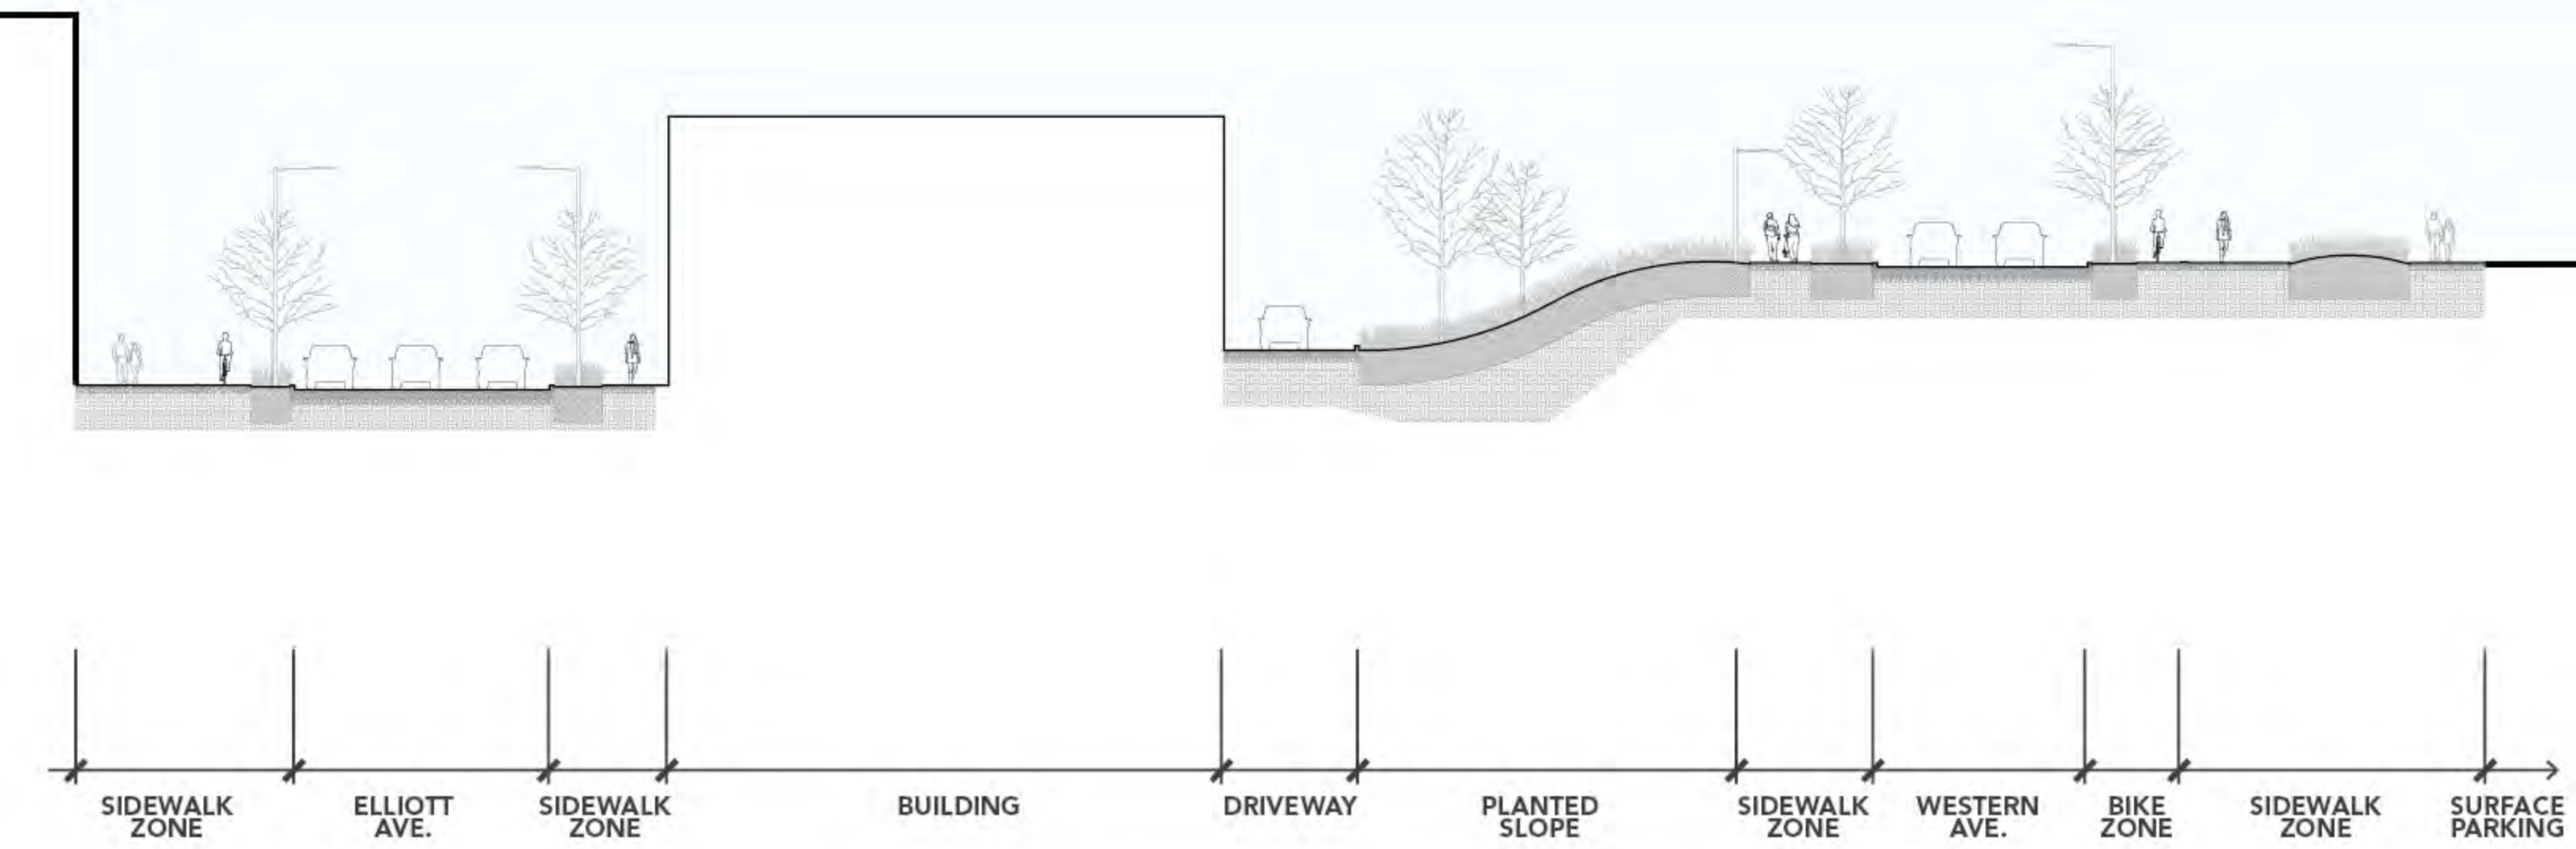 SIDEWALK
ZONE
ELLIOTT
AVE.
SIDEWALK
ZONE
BUILDING
DRIVEWAY
PLANTED
SLOPE
SIDEWALK
ZONE
WESTERN
AVE.
BIKE
ZONE
SIDEWALK
ZONE
SURFACE
PARKING